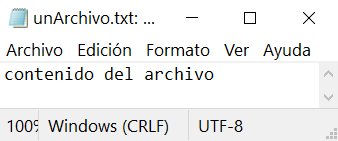 unArchivo.txt: ...
Archivo Edición Formato Ver Ayuda
contenido del archivo
100% Windows (CRLF) UTF-8